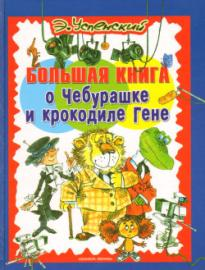 Э. Успенский
БОЛЬШАЯ КНИГА
о Чебурашке
и крокодиле Гене